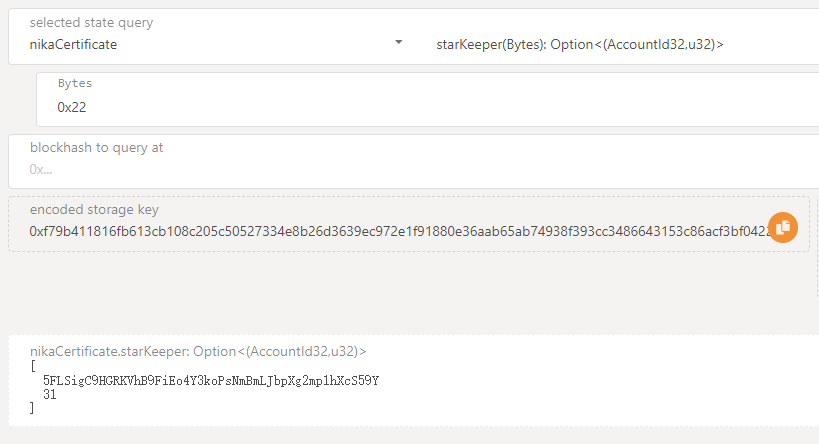 selected state query
nikaCertificate starKeeper(Bytes): Option<(AccountId32,u32)>
Bytes
0x22
blockhash to query at
0x...
encoded storage key
0xf79b411816fb613cb108c205c50527334e8b26d3639ec972e1f91880e36aab65ab74938f393cc3486643153c86acf3bf0422
nikaCertificate.starKeeper: Option<(AccountId32,u32)>
[
5FLSigC9HGRKVhB9FiEo4Y3koPsNmBmLJbpXg2mp1hXcS59Y
31
]